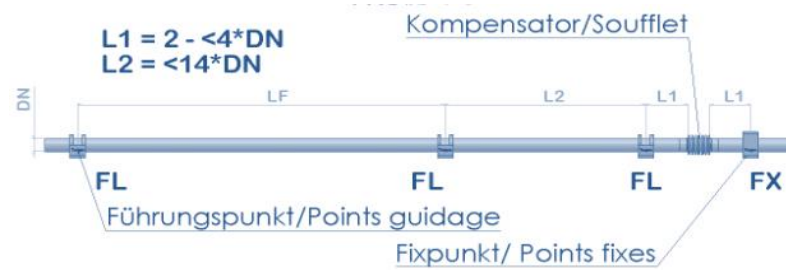 Kompensator/Soufflet
L1 = 2 - <4*DN
L2 = <14*DN
DN
LF
L2
L1
L1
FL
FL
FL
FX
Führungspunkt/Points guidage
Fixpunkt/ Points fixes